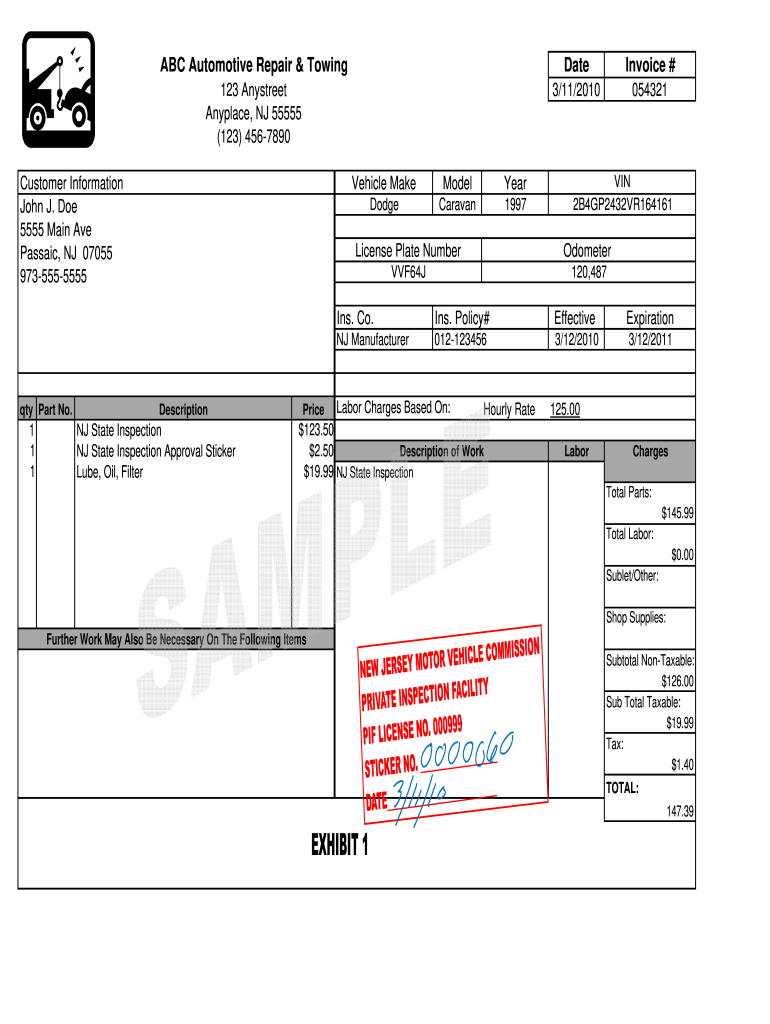 ABC Automotive Repair & Towing
123 Anystreet
Anyplace, NJ 55555
(123) 456-7890
Date Invoice #
3/11/2010 054321
Customer Information
John J. Doe
5555 Main Ave
Passaic, NJ 07055
973-555-5555
Vehicle Make Model Year VIN
Dodge Caravan 1997 2B4GP2432VR164161
License Plate Number Odometer
VVF64J 120,487
Ins. Co. Ins. Policy# Effective Expiration
NJ Manufacturer 012-123456 3/12/2010 3/12/2011
qty Part No. Description Price
1 NJ State Inspection $123.50
1 NJ State Inspection Approval Sticker $2.50
1 Lube, Oil, Filter $19.99
Further Work May Also Be Necessary On The Following Items
Labor Charges Based On: Hourly Rate 125.00
Description of Work Labor Charges
NJ State Inspection
Total Parts:
$145.99
Total Labor:
$0.00
Sublet/Other:
Shop Supplies:
Subtotal Non-Taxable:
$126.00
Sub Total Taxable:
$19.99
Tax:
$1.40
TOTAL:
147.39
SAMPLE
NEW JERSEY MOTOR VEHICLE COMMISSION
PRIVATE INSPECTION FACILITY
PIF LICENSE NO. 000999
STICKER NO. 0000060
DATE 3/11/10
EXHIBIT 1